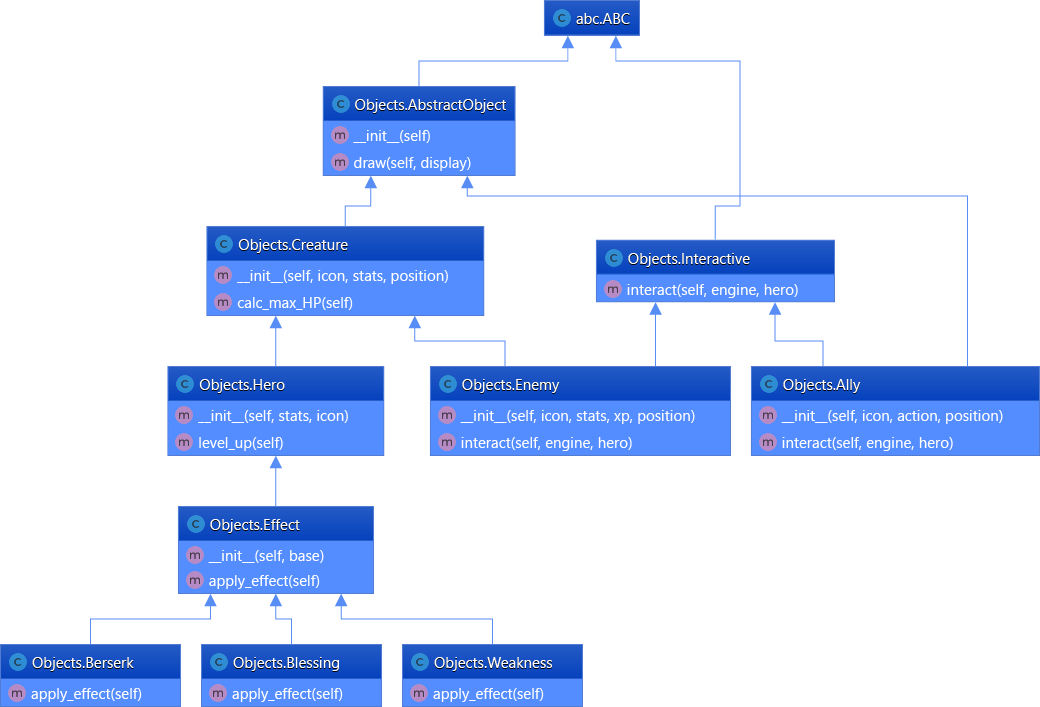 C abc.ABC
C Objects.AbstractObject
m __init__(self)
m draw(self, display)
C Objects.Creature
m __init__(self, icon, stats, position)
m calc_max_HP(self)
C Objects.Interactive
m interact(self, engine, hero)
C Objects.Hero
m __init__(self, stats, icon)
m level_up(self)
C Objects.Enemy
m __init__(self, icon, stats, xp, position)
m interact(self, engine, hero)
C Objects.Ally
m __init__(self, icon, action, position)
m interact(self, engine, hero)
C Objects.Effect
m __init__(self, base)
m apply_effect(self)
C Objects.Berserk
m apply_effect(self)
C Objects.Blessing
m apply_effect(self)
C Objects.Weakness
m apply_effect(self)